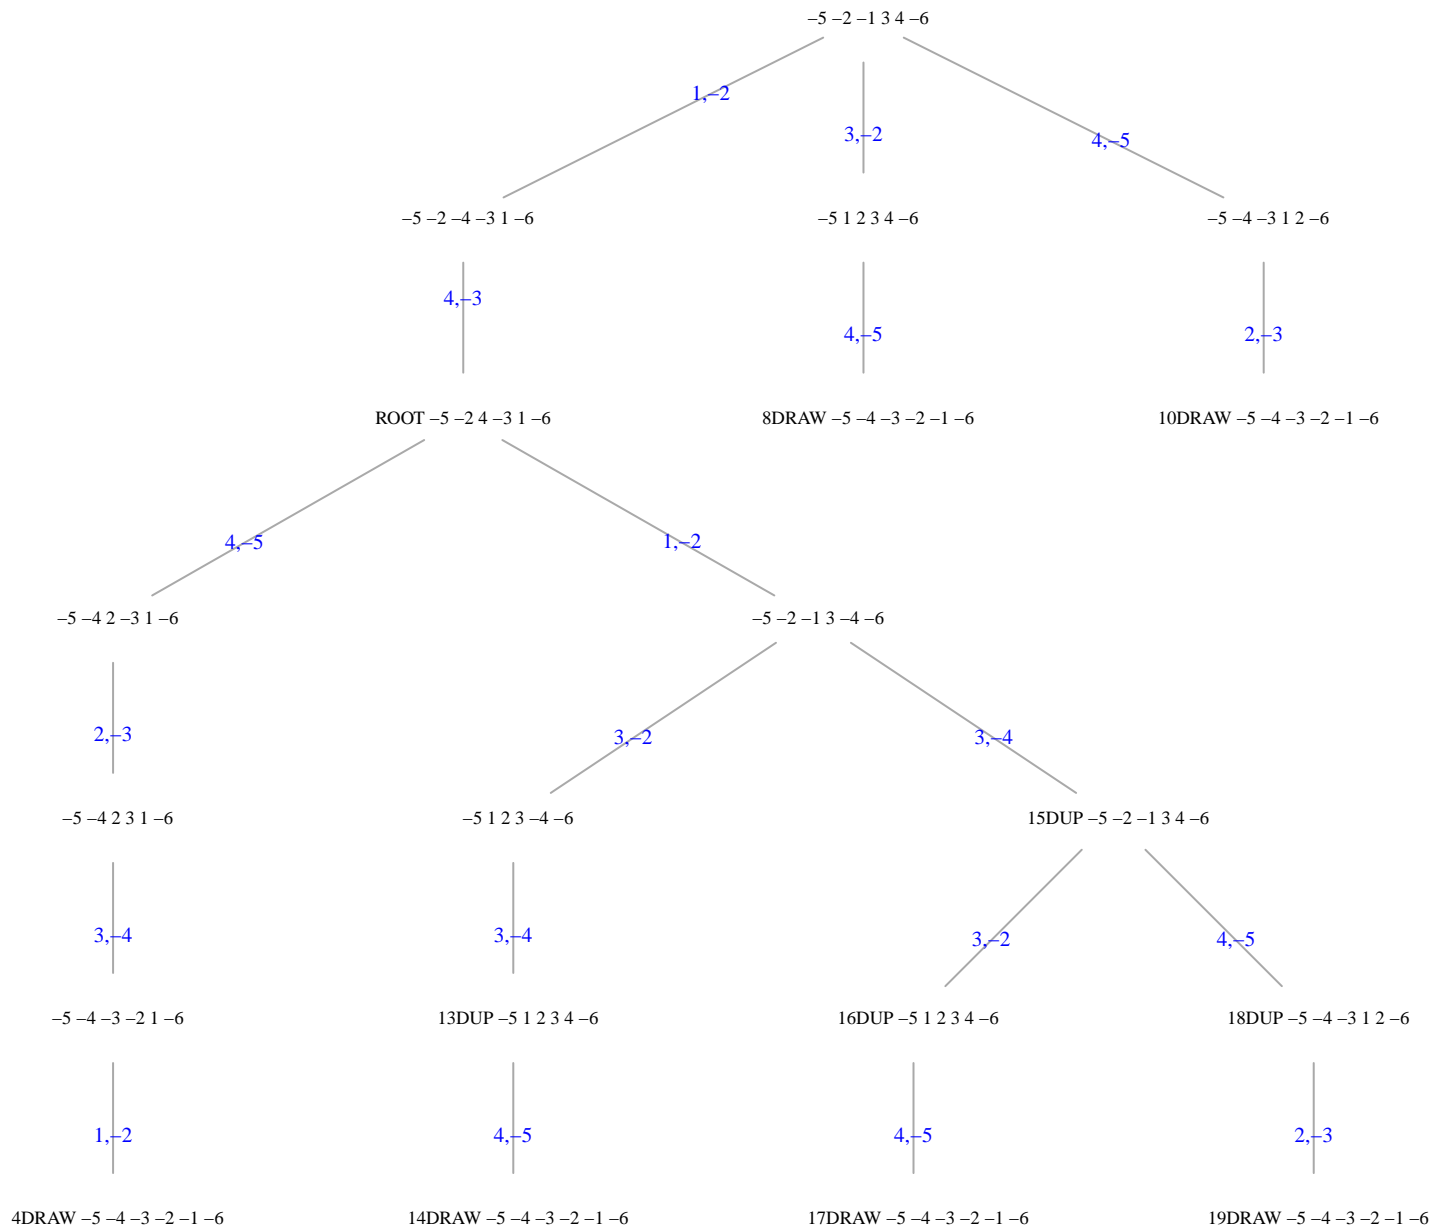 –5 –2 –1 3 4 –6
1,–2
3,–2
4,–5
–5 –2 –4 –3 1 –6
–5 1 2 3 4 –6
–5 –4 –3 1 2 –6
4,–3
4,–5
2,–3
ROOT –5 –2 4 –3 1 –6
8DRAW –5 –4 –3 –2 –1 –6
10DRAW –5 –4 –3 –2 –1 –6
4,–5
1,–2
–5 –4 2 –3 1 –6
–5 –2 –1 3 –4 –6
2,–3
3,–2
3,–4
–5 –4 2 3 1 –6
–5 1 2 3 –4 –6
15DUP –5 –2 –1 3 4 –6
3,–4
3,–4
3,–2
4,–5
–5 –4 –3 –2 1 –6
13DUP –5 1 2 3 4 –6
16DUP –5 1 2 3 4 –6
18DUP –5 –4 –3 1 2 –6
1,–2
4,–5
4,–5
2,–3
4DRAW –5 –4 –3 –2 –1 –6
14DRAW –5 –4 –3 –2 –1 –6
17DRAW –5 –4 –3 –2 –1 –6
19DRAW –5 –4 –3 –2 –1 –6